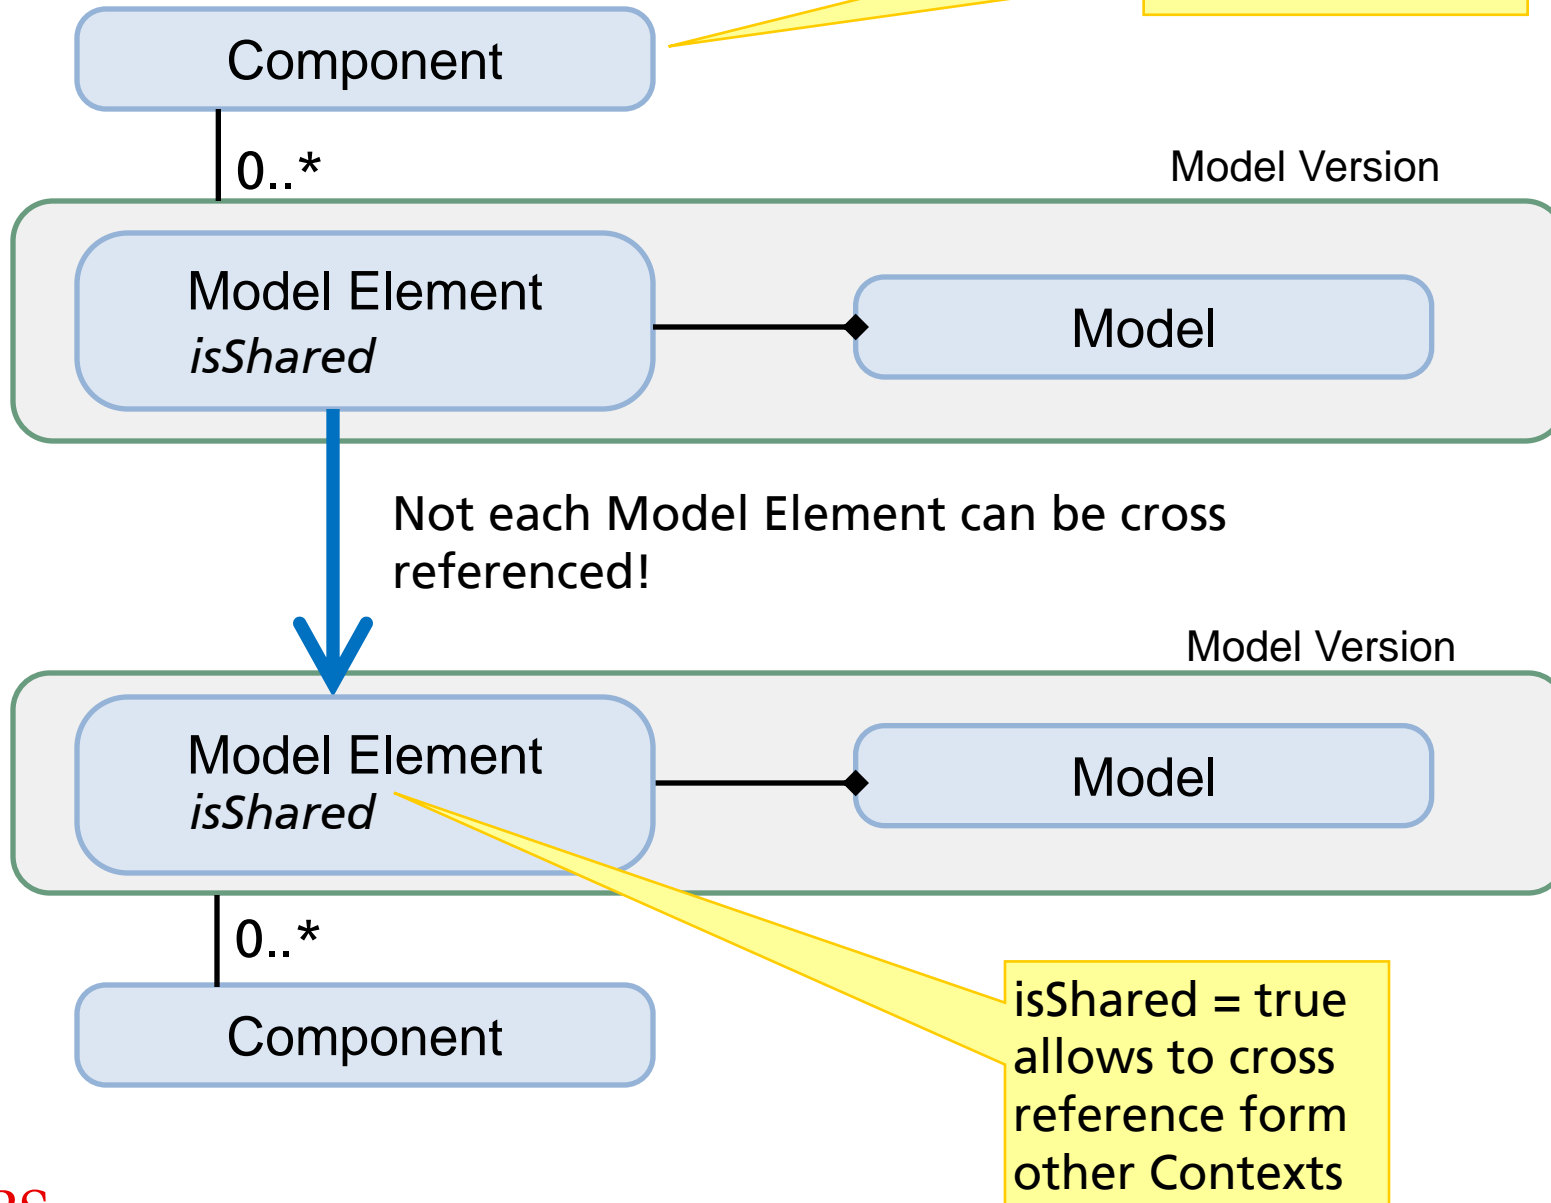 Component
0..*
Model Version
Model Element
isShared
Model
Not each Model Element can be cross
referenced!
Model Version
Model Element
isShared
Model
0..*
Component
isShared = true
allows to cross
reference form
other Contexts